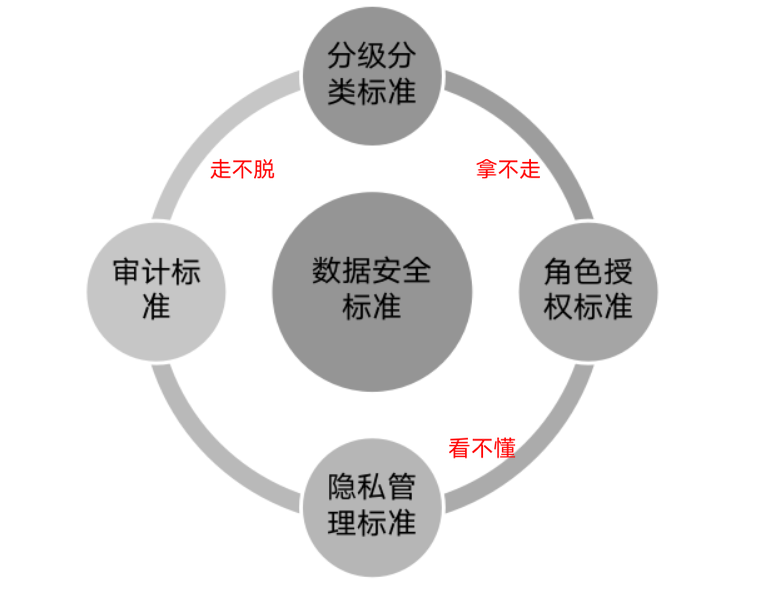 分级分
类标准
走不脱
拿不走
审计标
准
数据安全
标准
角色授
权标准
看不懂
隐私管
理标准